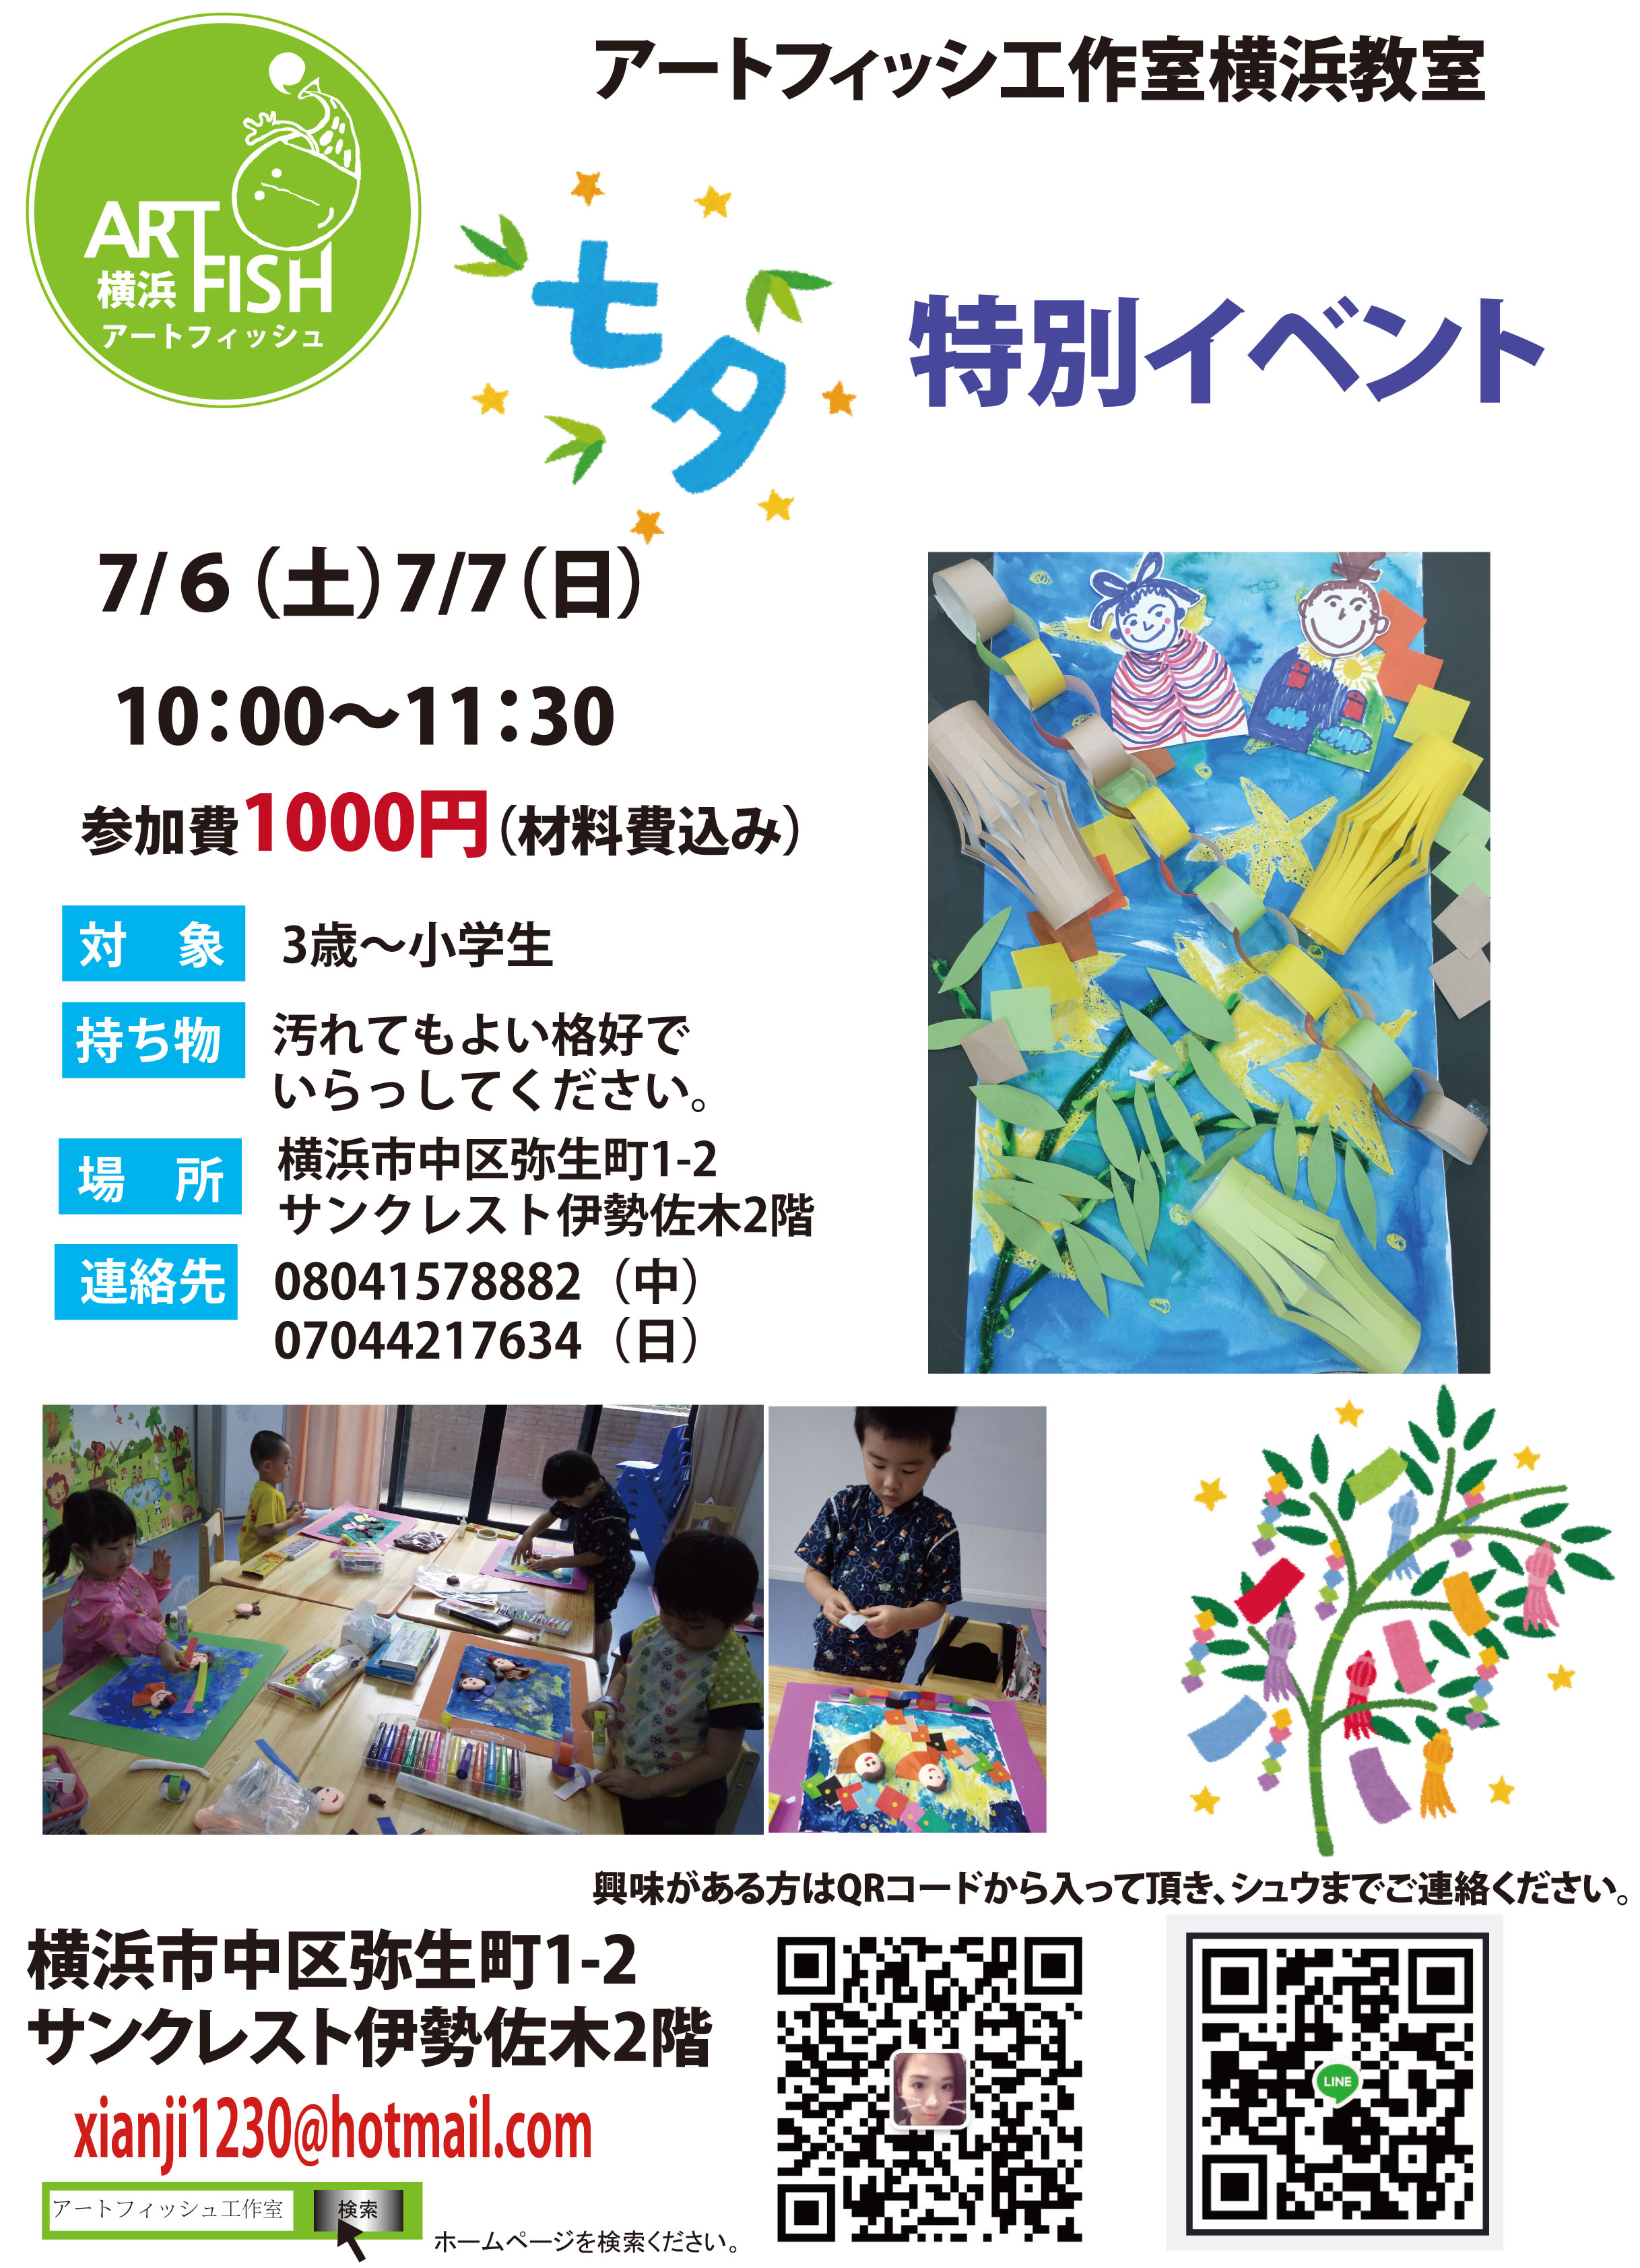 アートフィッシ工作室横浜教室
ART
FISH
横浜
アートフィッシュ
七夕
特別イベント
7/6（土）7/7（日）
10：00～11：30
参加費1000円（材料費込み）
対　象
3歳～小学生
持ち物
汚れてもよい格好で
いらっしてください。
場　所
横浜市中区弥生町1-2
サンクレスト伊勢佐木2階
連絡先
08041578882（中）
07044217634（日）
興味がある方はQRコードから入って頂き、シュウまでご連絡ください。
横浜市中区弥生町1-2
サンクレスト伊勢佐木2階
xianji1230@hotmail.com
LINE
アートフィッシュ工作室
検索
ホームページを検索ください。